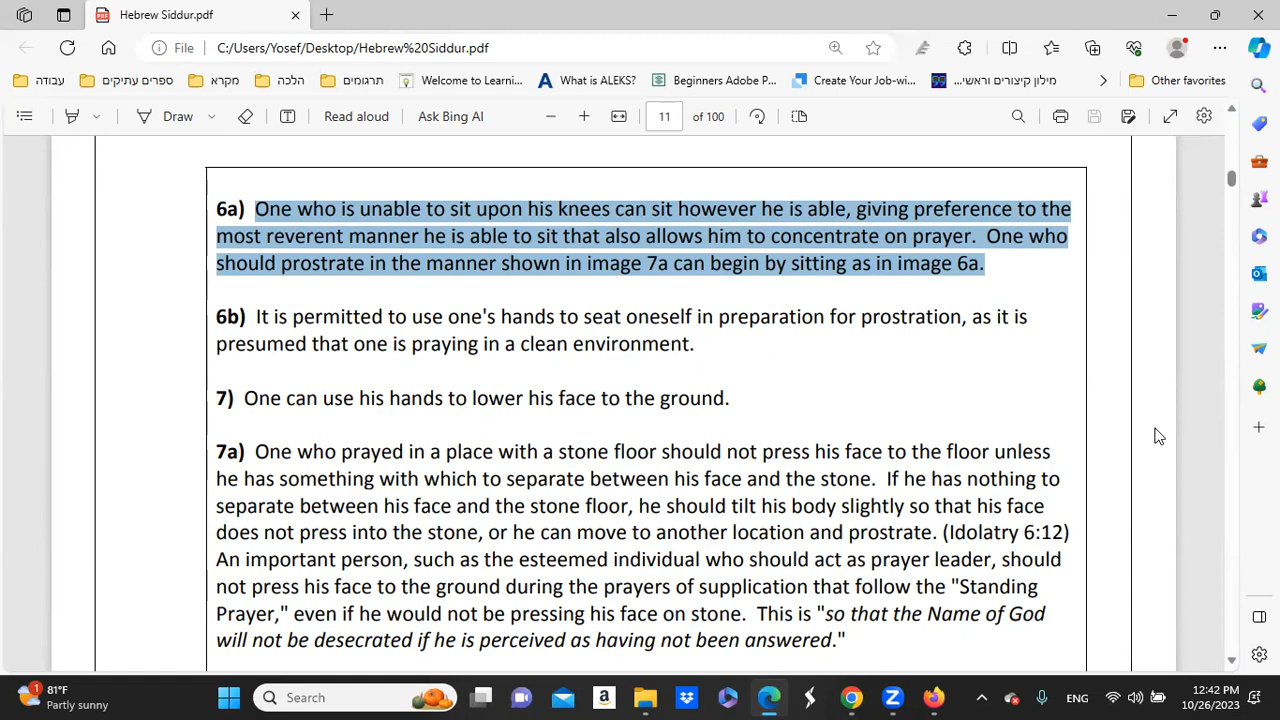 Hebrew Siddur.pdf
File C:/Users/Yosef/Desktop/Hebrew%20Siddur.pdf
עבודה ספרים עתיקים מקרא הלכה תרגומים Welcome to Learni... What is ALEKS? Beginners Adobe P... Create Your Job-wi... מילון קיצורים וראשי... Other favorites
Draw Read aloud Ask Bing AI 11 of 100
6a) One who is unable to sit upon his knees can sit however he is able, giving preference to the
most reverent manner he is able to sit that also allows him to concentrate on prayer. One who
should prostrate in the manner shown in image 7a can begin by sitting as in image 6a.
6b) It is permitted to use one's hands to seat oneself in preparation for prostration, as it is
presumed that one is praying in a clean environment.
7) One can use his hands to lower his face to the ground.
7a) One who prayed in a place with a stone floor should not press his face to the floor unless
he has something with which to separate between his face and the stone. If he has nothing to
separate between his face and the stone floor, he should tilt his body slightly so that his face
does not press into the stone, or he can move to another location and prostrate. (Idolatry 6:12)
An important person, such as the esteemed individual who should act as prayer leader, should
not press his face to the ground during the prayers of supplication that follow the "Standing
Prayer," even if he would not be pressing his face on stone. This is "so that the Name of God
will not be desecrated if he is perceived as having not been answered."
1 81°F
Partly sunny
Search
ENG
12:42 PM
10/26/2023